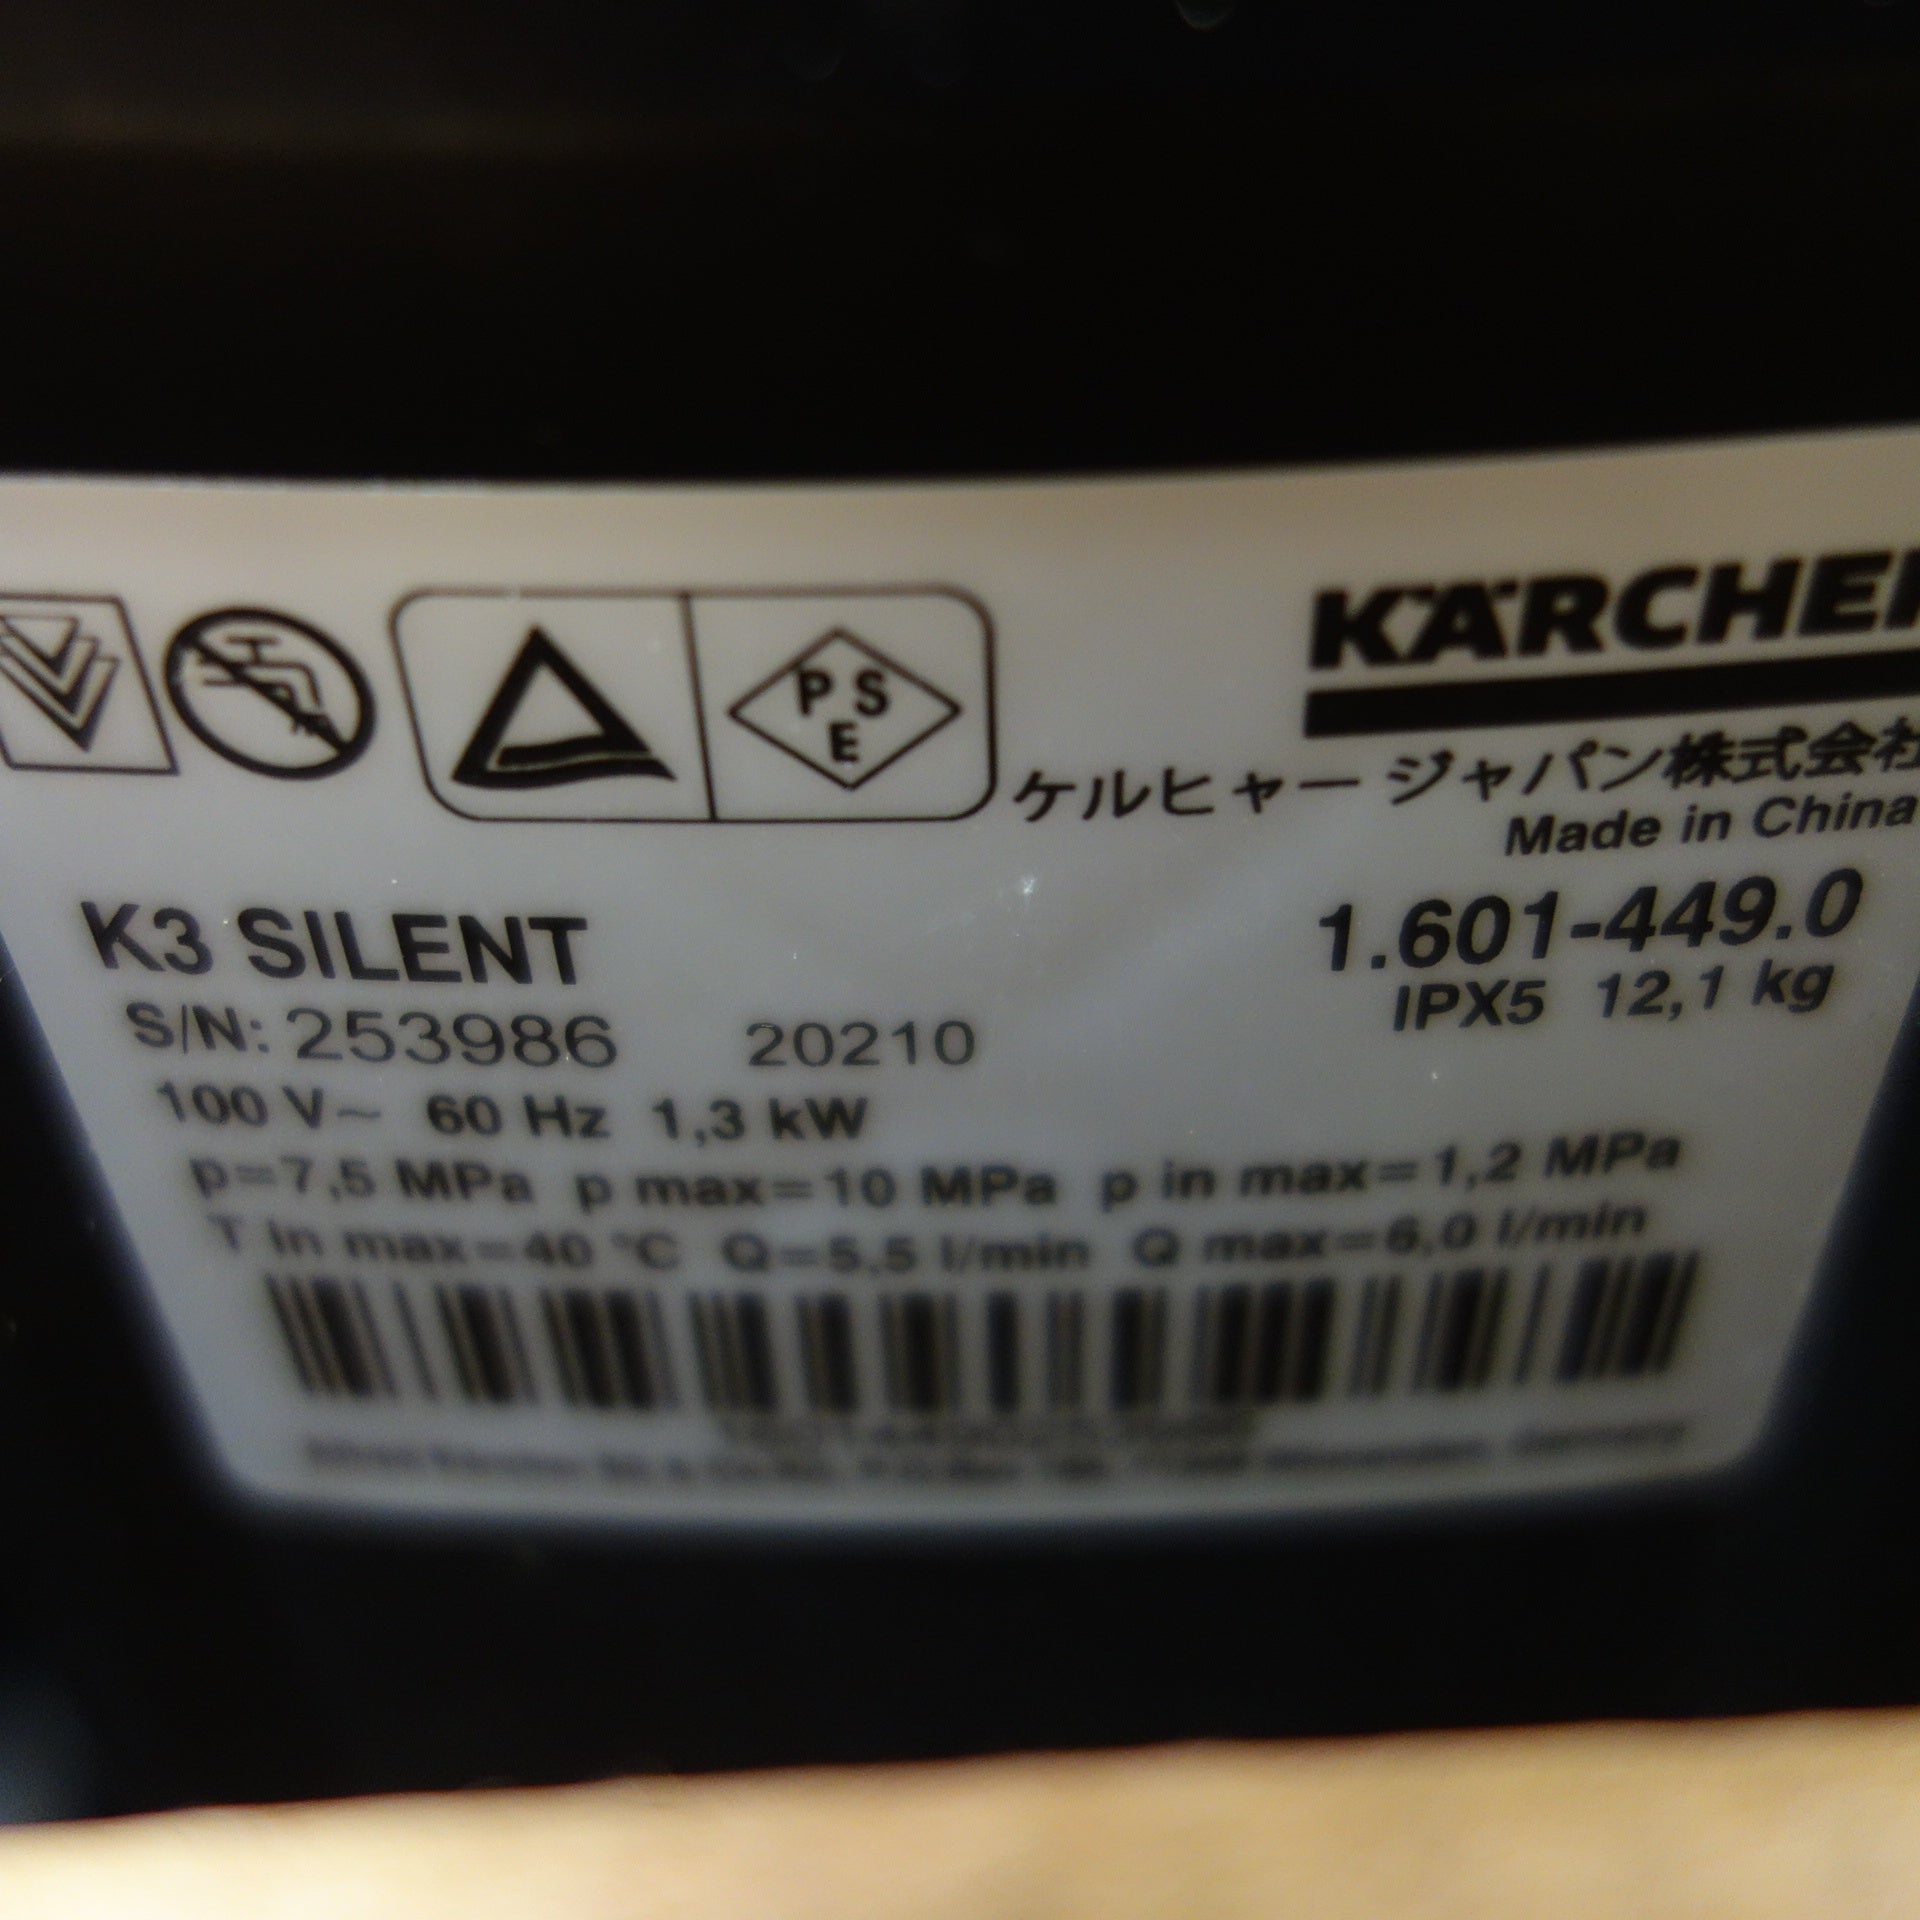 P S
E
KÄRCHER
ケルヒャー ジャパン株式会社
Made in China
K3 SILENT
1.601-449.0
IPX5 12,1 kg
S/N: 253986 20210
100 V~ 60 Hz 1,3 kW
p=7,5 MPa p max=10 MPa p in max=1,2 MPa
T in max=40 °C Q=5,5 l/min Q max=6,0 l/min